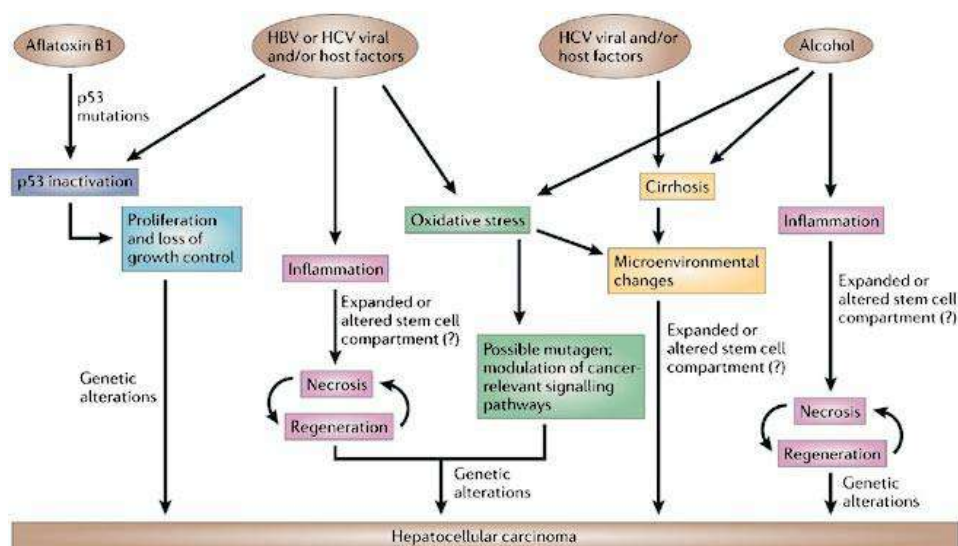 Aflatoxin B1
HBV or HCV viral
and/or host factors
HCV viral and/or
host factors
Alcohol
p53
mutations
p53 inactivation
Cirrhosis
Proliferation
and loss of
growth control
Oxidative stress
Inflammation
Inflammation
Microenvironmental
changes
Expanded or
altered stem cell
compartment (?)
Expanded or
altered stem cell
compartment (?)
Expanded or
altered stem cell
compartment (?)
Possible mutagen;
modulation of cancer-
relevant signalling
pathways
Genetic
alterations
Necrosis
Regeneration
Necrosis
Regeneration
Genetic
alterations
Genetic
alterations
Hepatocellular carcinoma